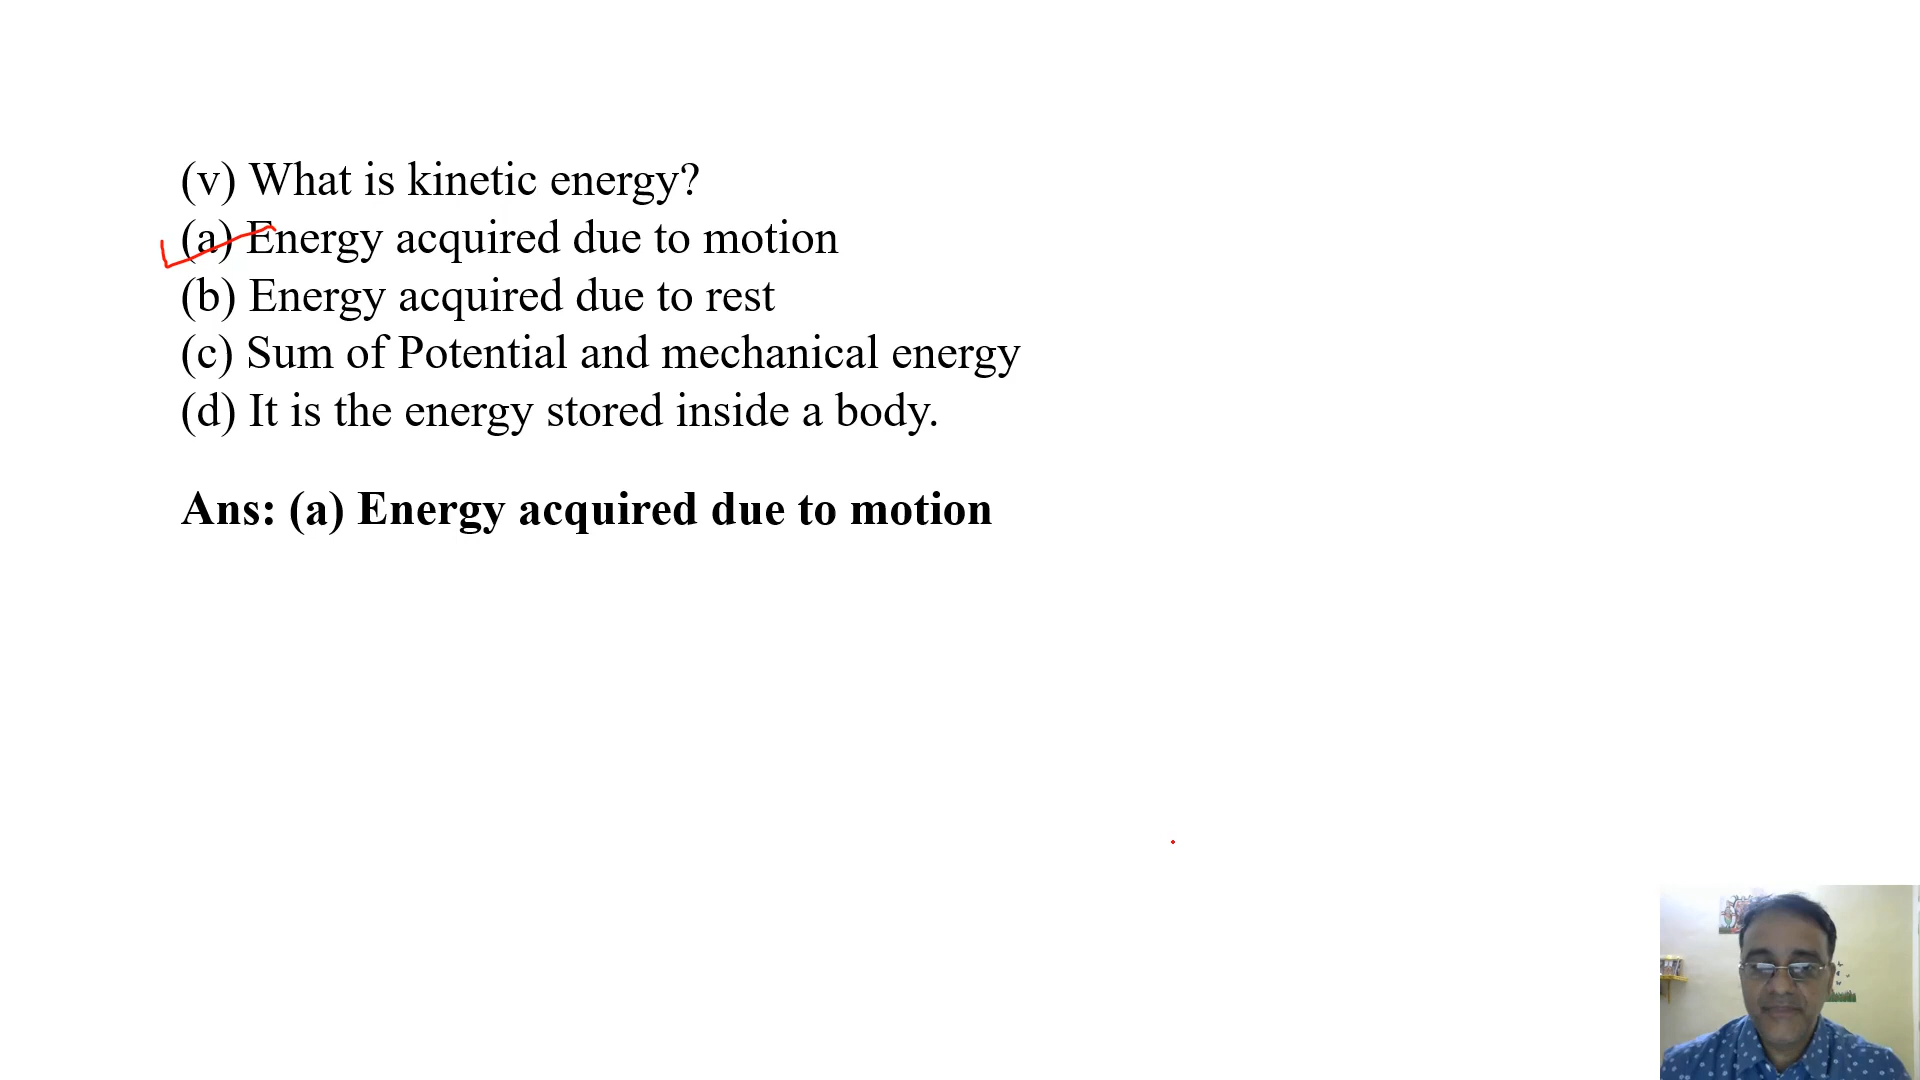 (v) What is kinetic energy?
(a) Energy acquired due to motion
(b) Energy acquired due to rest
(c) Sum of Potential and mechanical energy
(d) It is the energy stored inside a body.
Ans: (a) Energy acquired due to motion